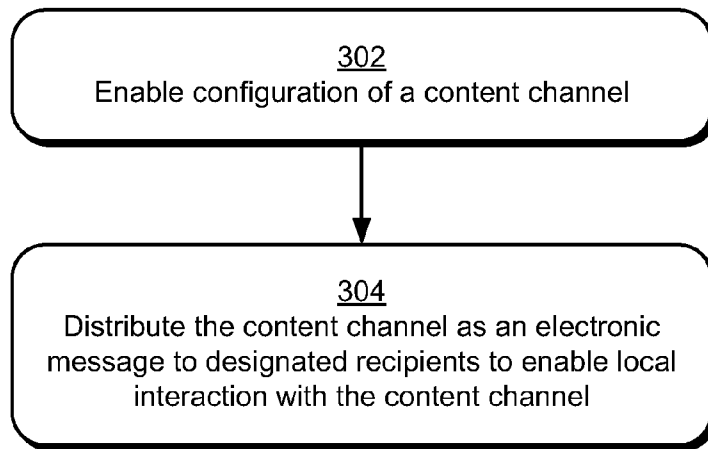 302
Enable configuration of a content channel
304
Distribute the content channel as an electronic
message to designated recipients to enable local
interaction with the content channel